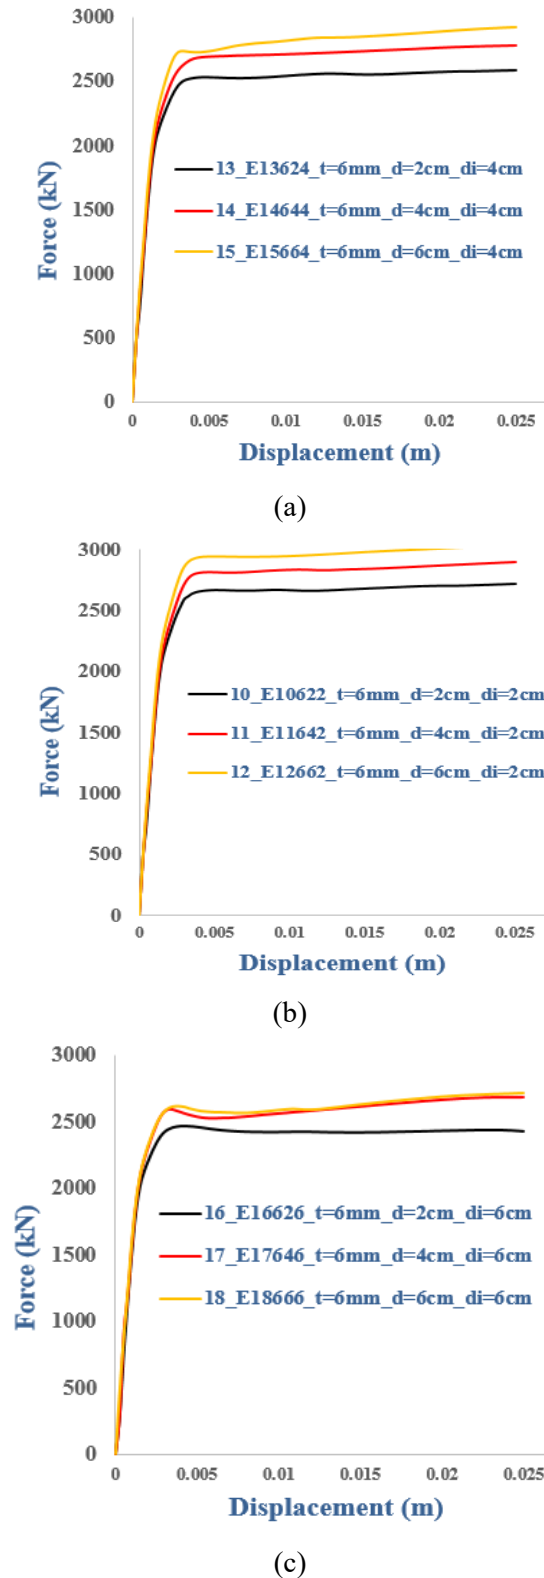 3000
2500
2000
1500
1000
500
0
Force (kN)
13_E13624_t=6mm_d=2cm_di=4cm
14_E14644_t=6mm_d=4cm_di=4cm
15_E15664_t=6mm_d=6cm_di=4cm
0 0.005 0.01 0.015 0.02 0.025
Displacement (m)
(a)
3000
2500
2000
1500
1000
500
0
Force (kN)
10_E10622_t=6mm_d=2cm_di=2cm
11_E11642_t=6mm_d=4cm_di=2cm
12_E12662_t=6mm_d=6cm_di=2cm
0 0.005 0.01 0.015 0.02 0.025
Displacement (m)
(b)
3000
2500
2000
1500
1000
500
0
Force (kN)
16_E16626_t=6mm_d=2cm_di=6cm
17_E17646_t=6mm_d=4cm_di=6cm
18_E18666_t=6mm_d=6cm_di=6cm
0 0.005 0.01 0.015 0.02 0.025
Displacement (m)
(c)